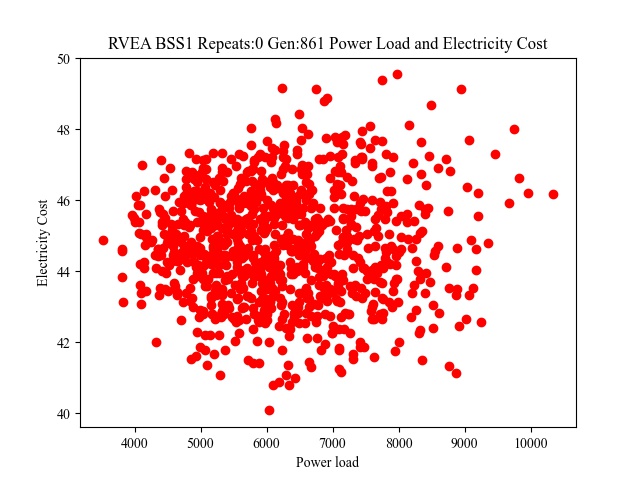 RVEA BSS1 Repeats:0 Gen:861 Power Load and Electricity Cost
50
48
46
44
42
40
Electricity Cost
4000 5000 6000 7000 8000 9000 10000
Power load